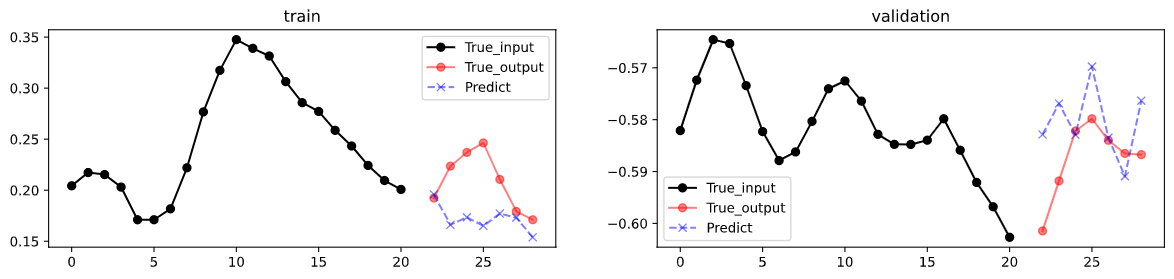 train
0.35
0.30
0.25
0.20
0.15
0 5 10 15 20 25
True_input
True_output
Predict
validation
−0.57
−0.58
−0.59
−0.60
0 5 10 15 20 25
True_input
True_output
Predict